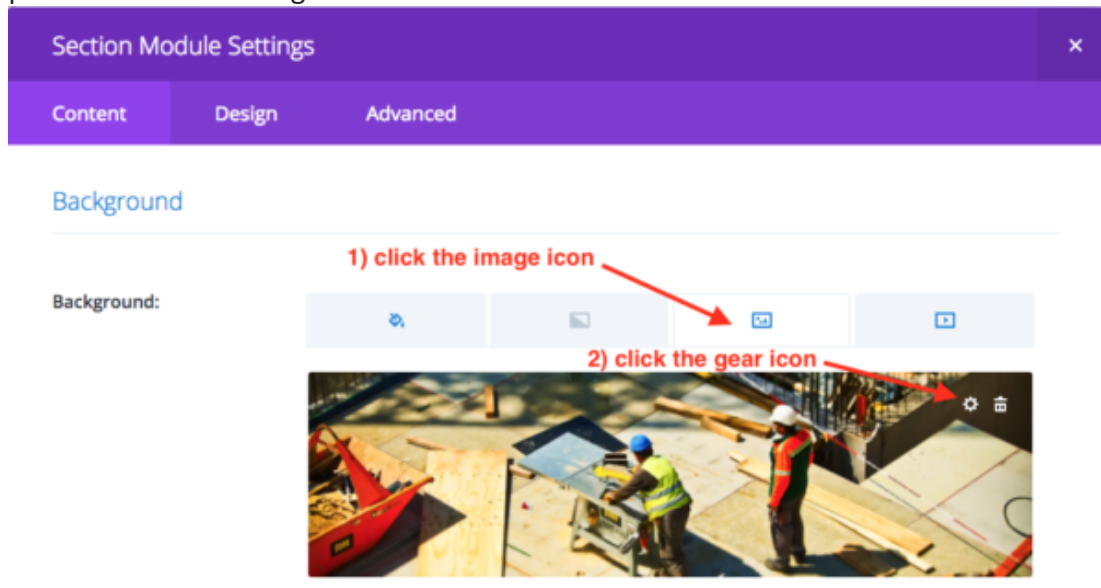 Section Module Settings
Content Design Advanced
Background
1) click the image icon
Background:
2) click the gear icon